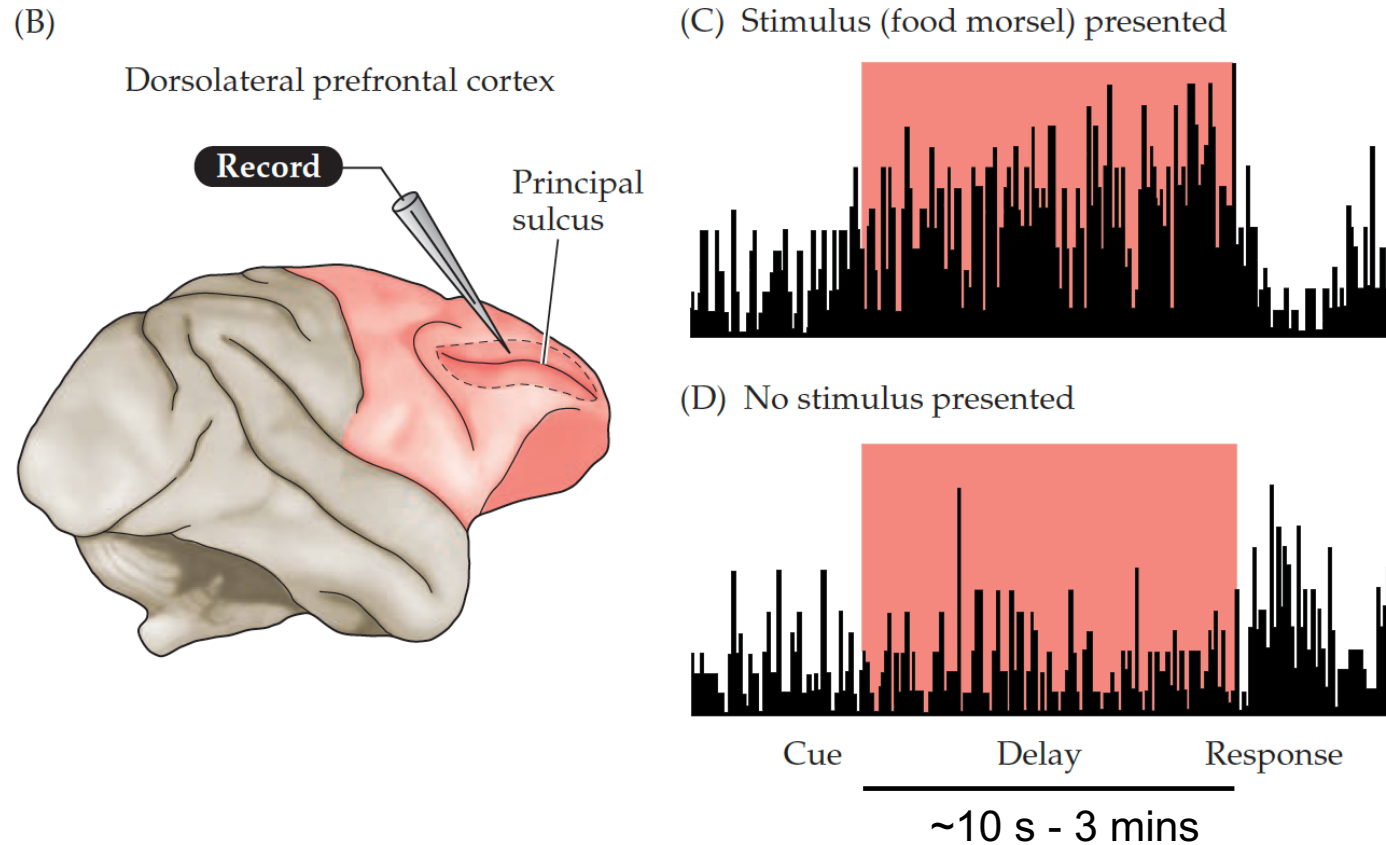 (B)
Dorsolateral prefrontal cortex
Record
Principal
sulcus
(C) Stimulus (food morsel) presented
(D) No stimulus presented
Cue Delay Response
~10 s - 3 mins